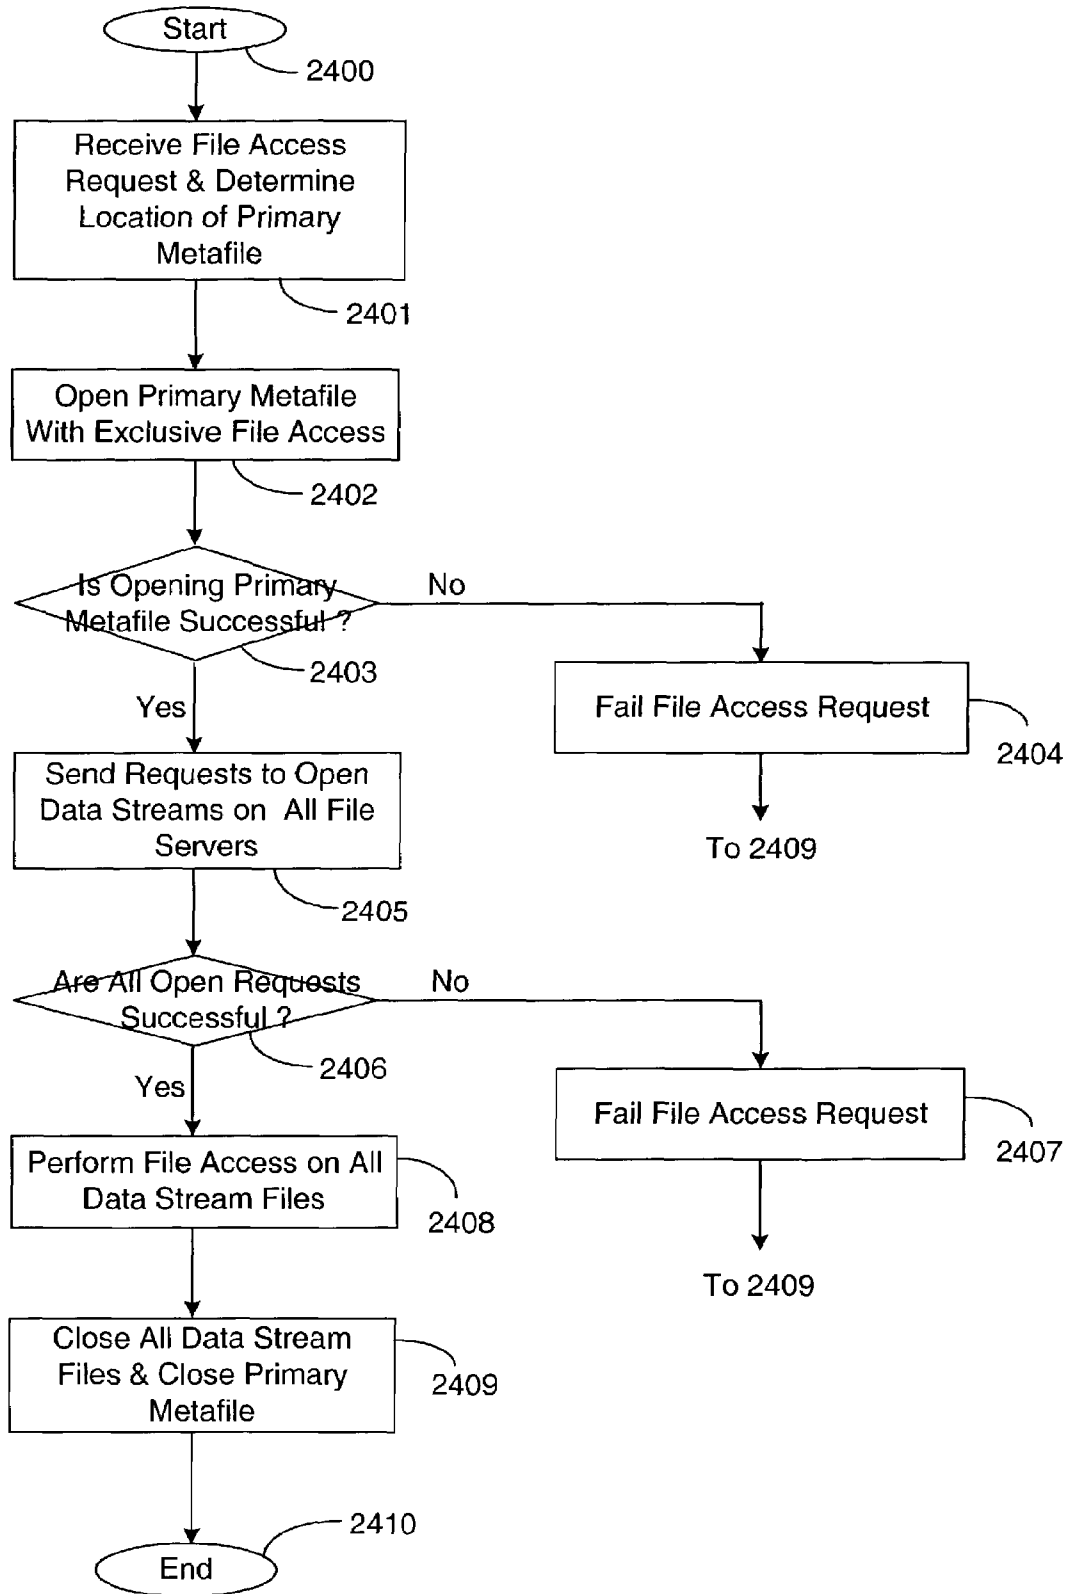 Start
2400
Receive File Access
Request & Determine
Location of Primary
Metafile
2401
Open Primary Metafile
With Exclusive File Access
2402
Is Opening Primary
Metafile Successful ?
No
2403
Yes
Fail File Access Request
2404
To 2409
Send Requests to Open
Data Streams on All File
Servers
2405
Are All Open Requests
Successful ?
No
2406
Yes
Fail File Access Request
2407
To 2409
Perform File Access on All
Data Stream Files
2408
Close All Data Stream
Files & Close Primary
Metafile
2409
2410
End